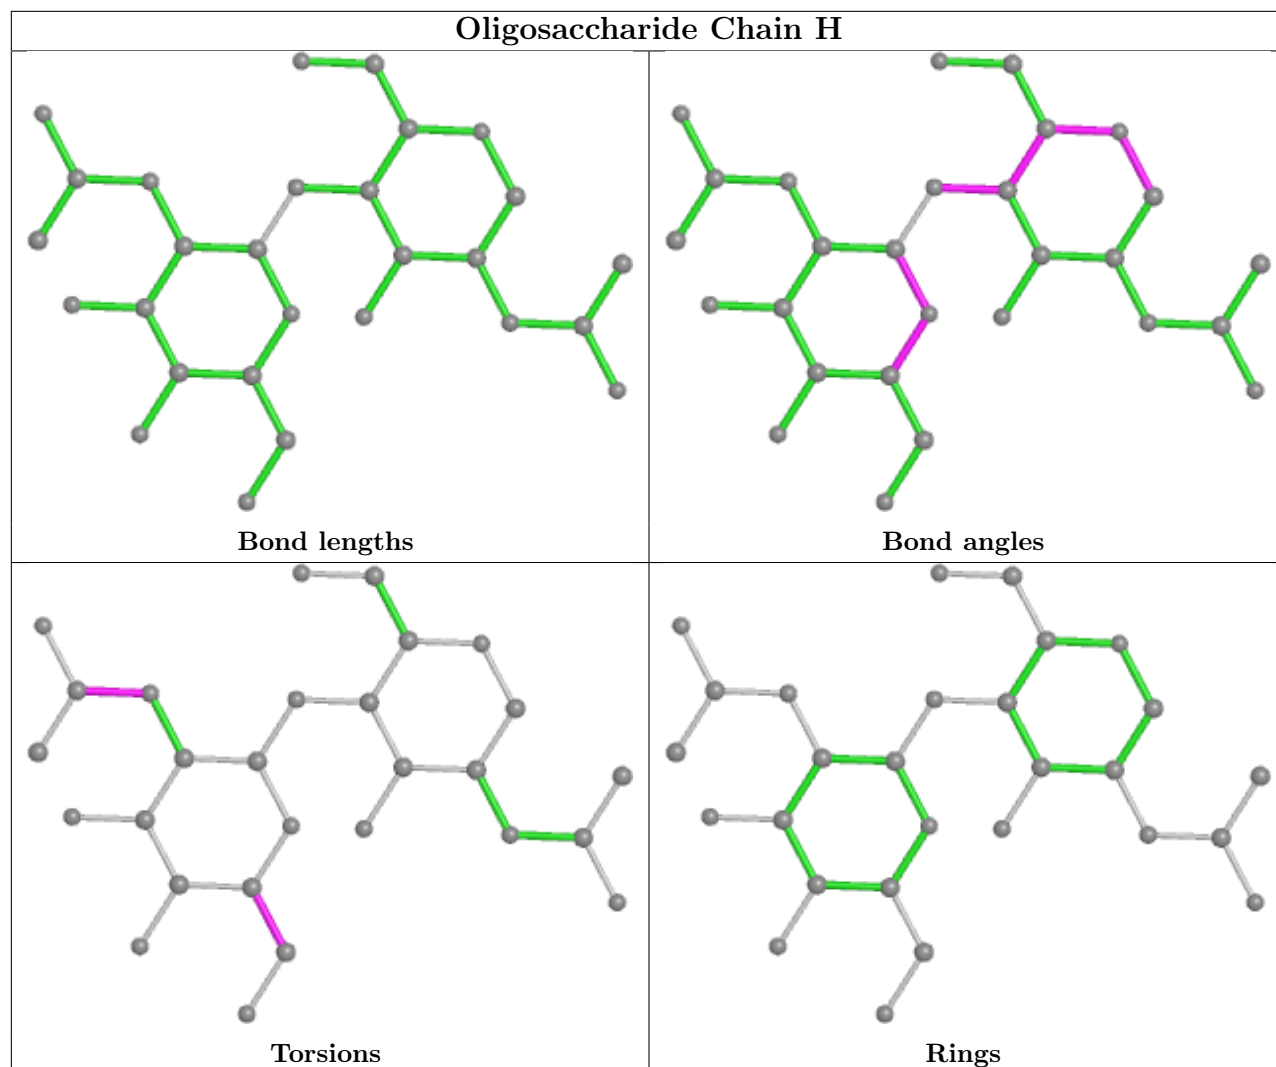 Oligosaccharide Chain H
Bond lengths
Bond angles
Torsions
Rings